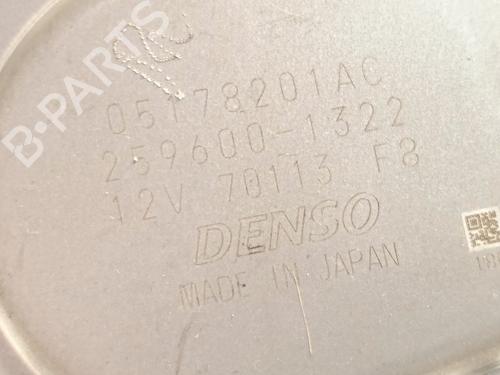 B-PARTS
05178201AC
259600-1322
12V 70113 F8
DENSO
MADE IN JAPAN